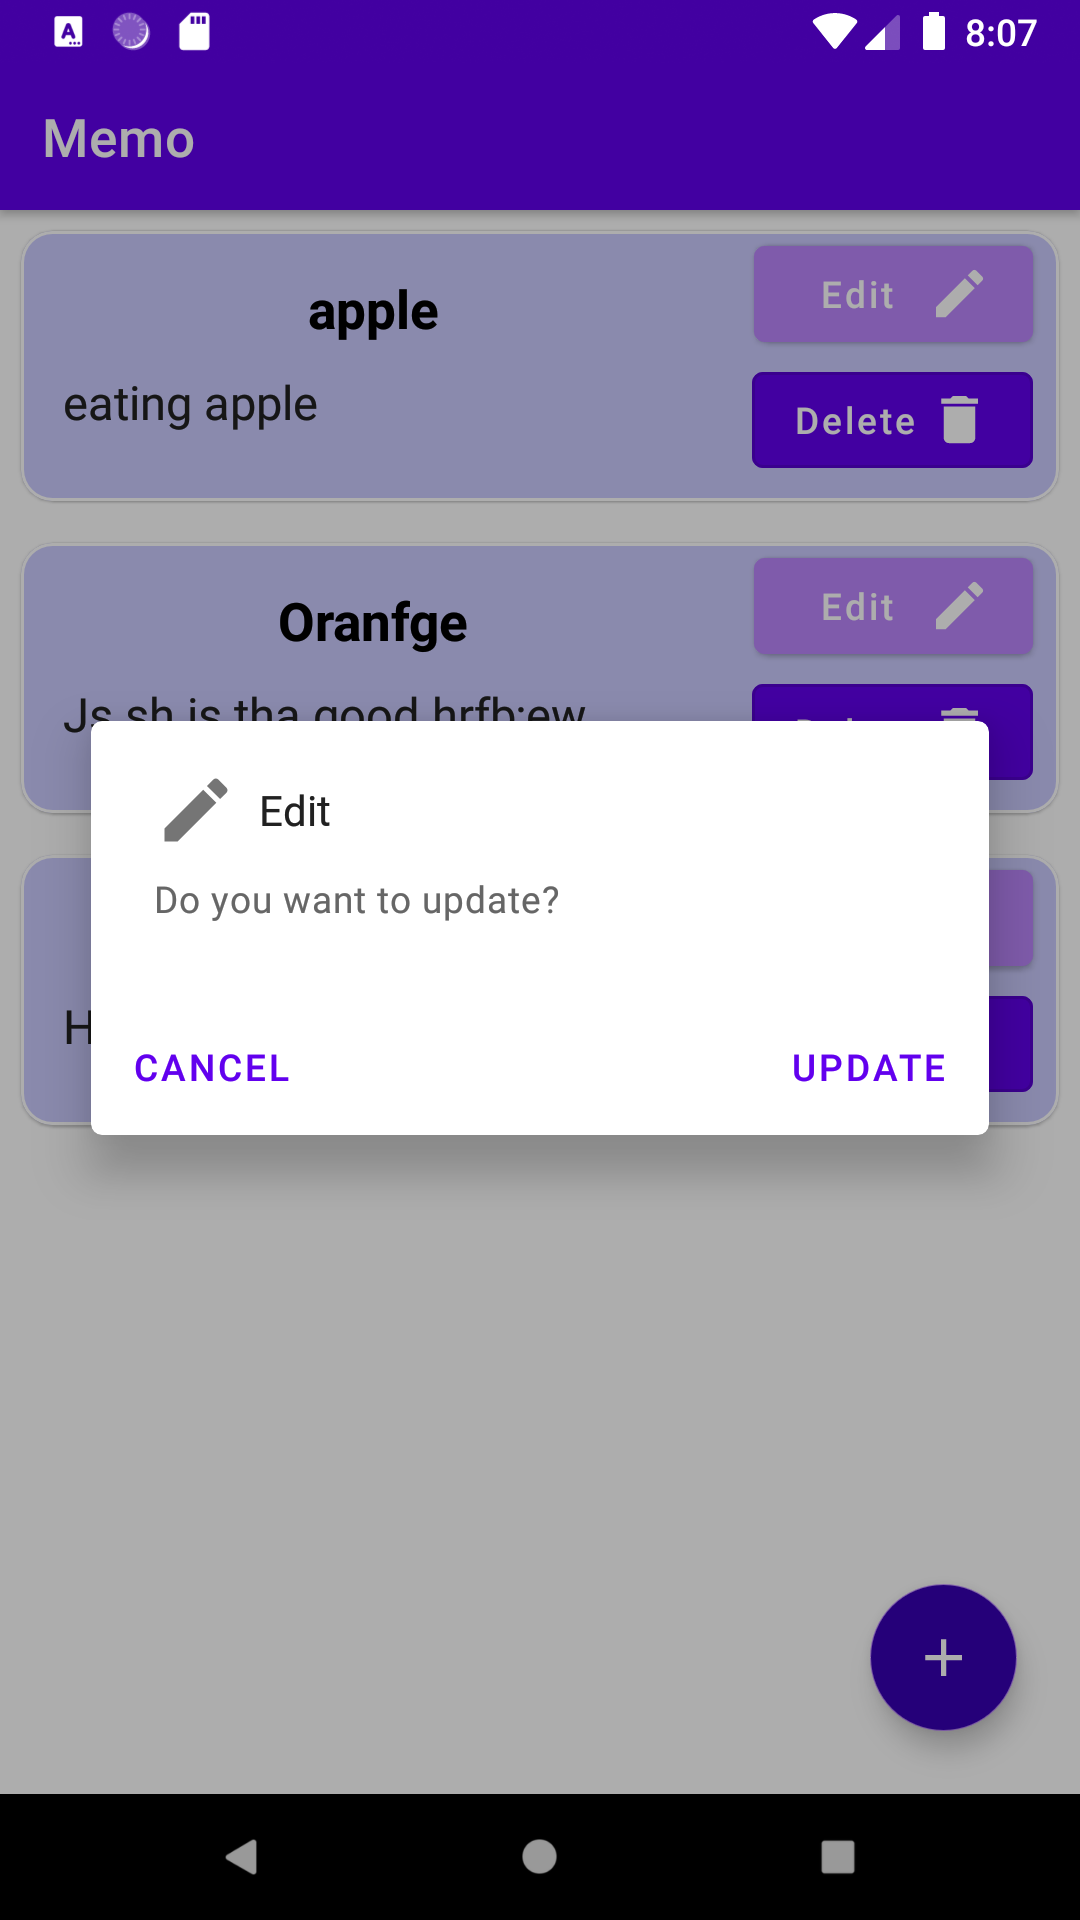 8:07
Memo
apple
Edit
eating apple
Delete
Oranfge
Edit
Js sh is tha good hrfb:ew
Edit
Do you want to update?
H
CANCEL
UPDATE